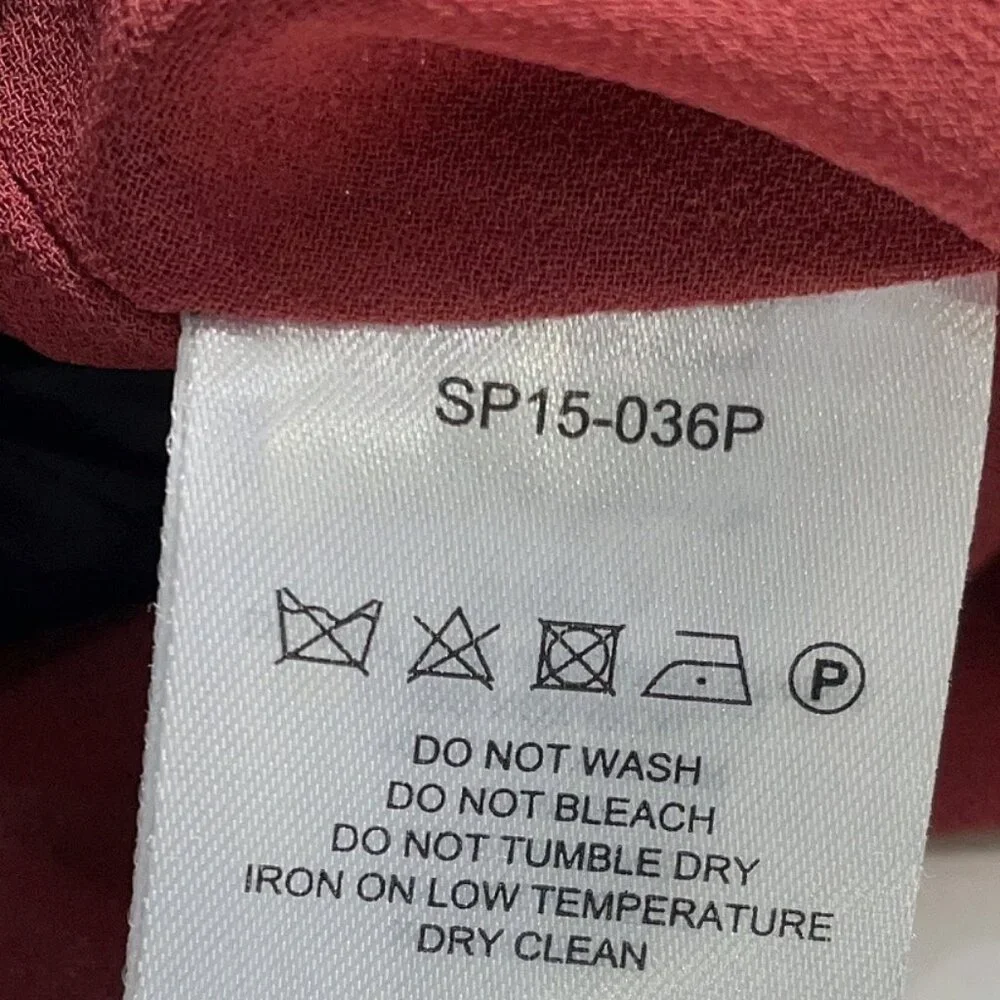 SP15-036P
P
DO NOT WASH
DO NOT BLEACH
DO NOT TUMBLE DRY
IRON ON LOW TEMPERATURE
DRY CLEAN